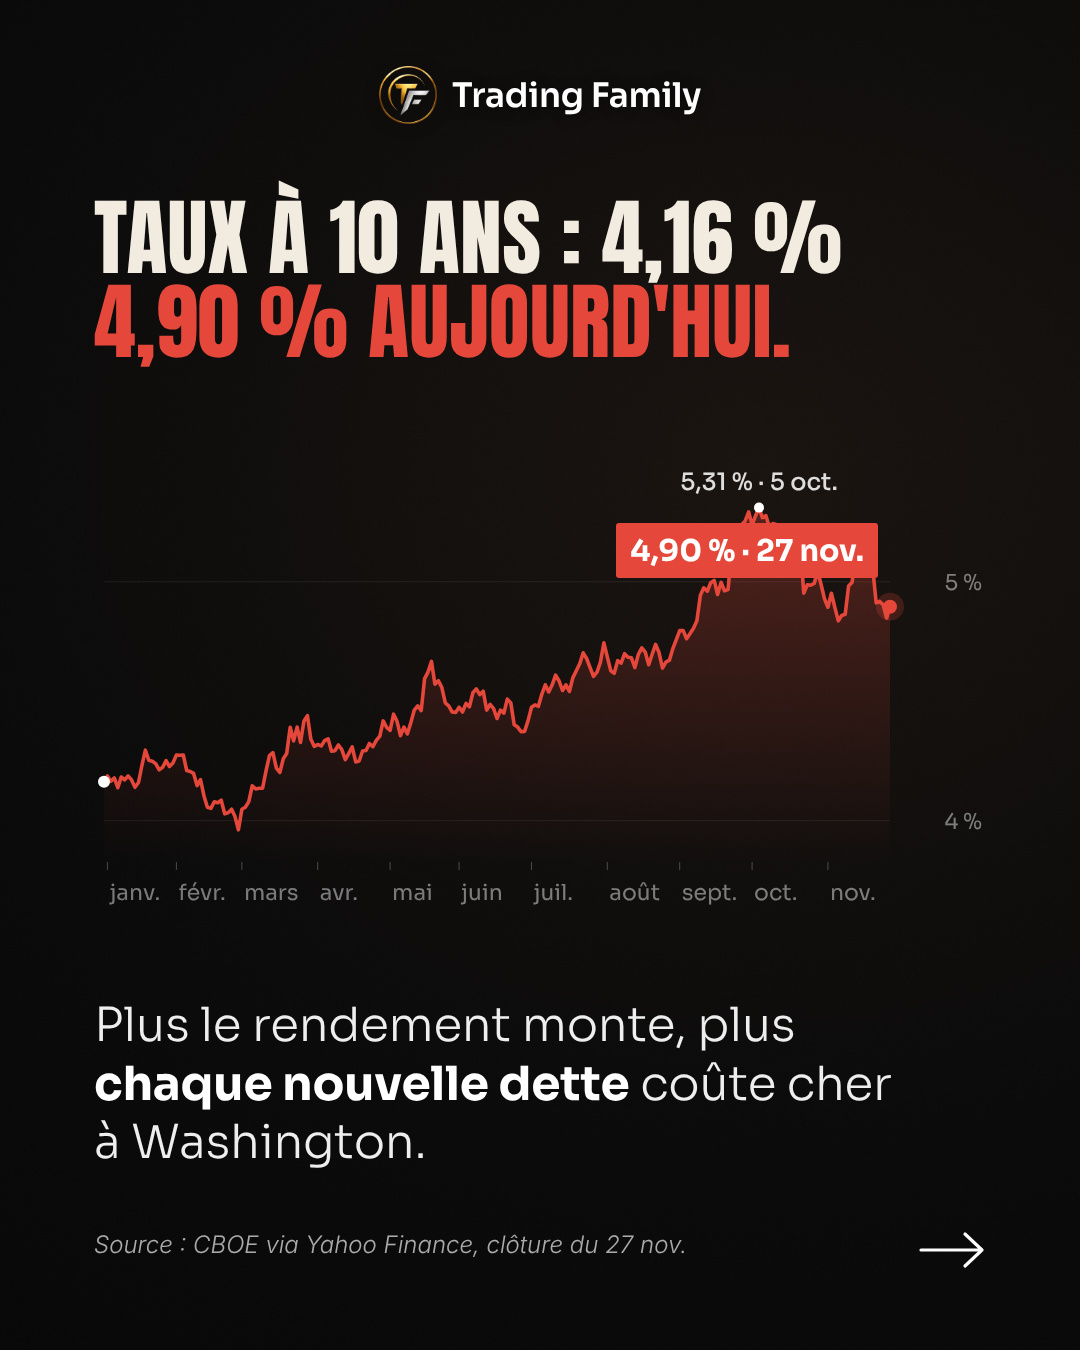 TF
Trading Family
TAUX À 10 ANS : 4,16 %
4,90 % AUJOURD'HUI.
5,31 % · 5 oct.
4,90 % · 27 nov.
5 %
4 %
janv. févr. mars avr. mai juin juil. août sept. oct. nov.
Plus le rendement monte, plus
chaque nouvelle dette coûte cher
à Washington.
Source : CBOE via Yahoo Finance, clôture du 27 nov.